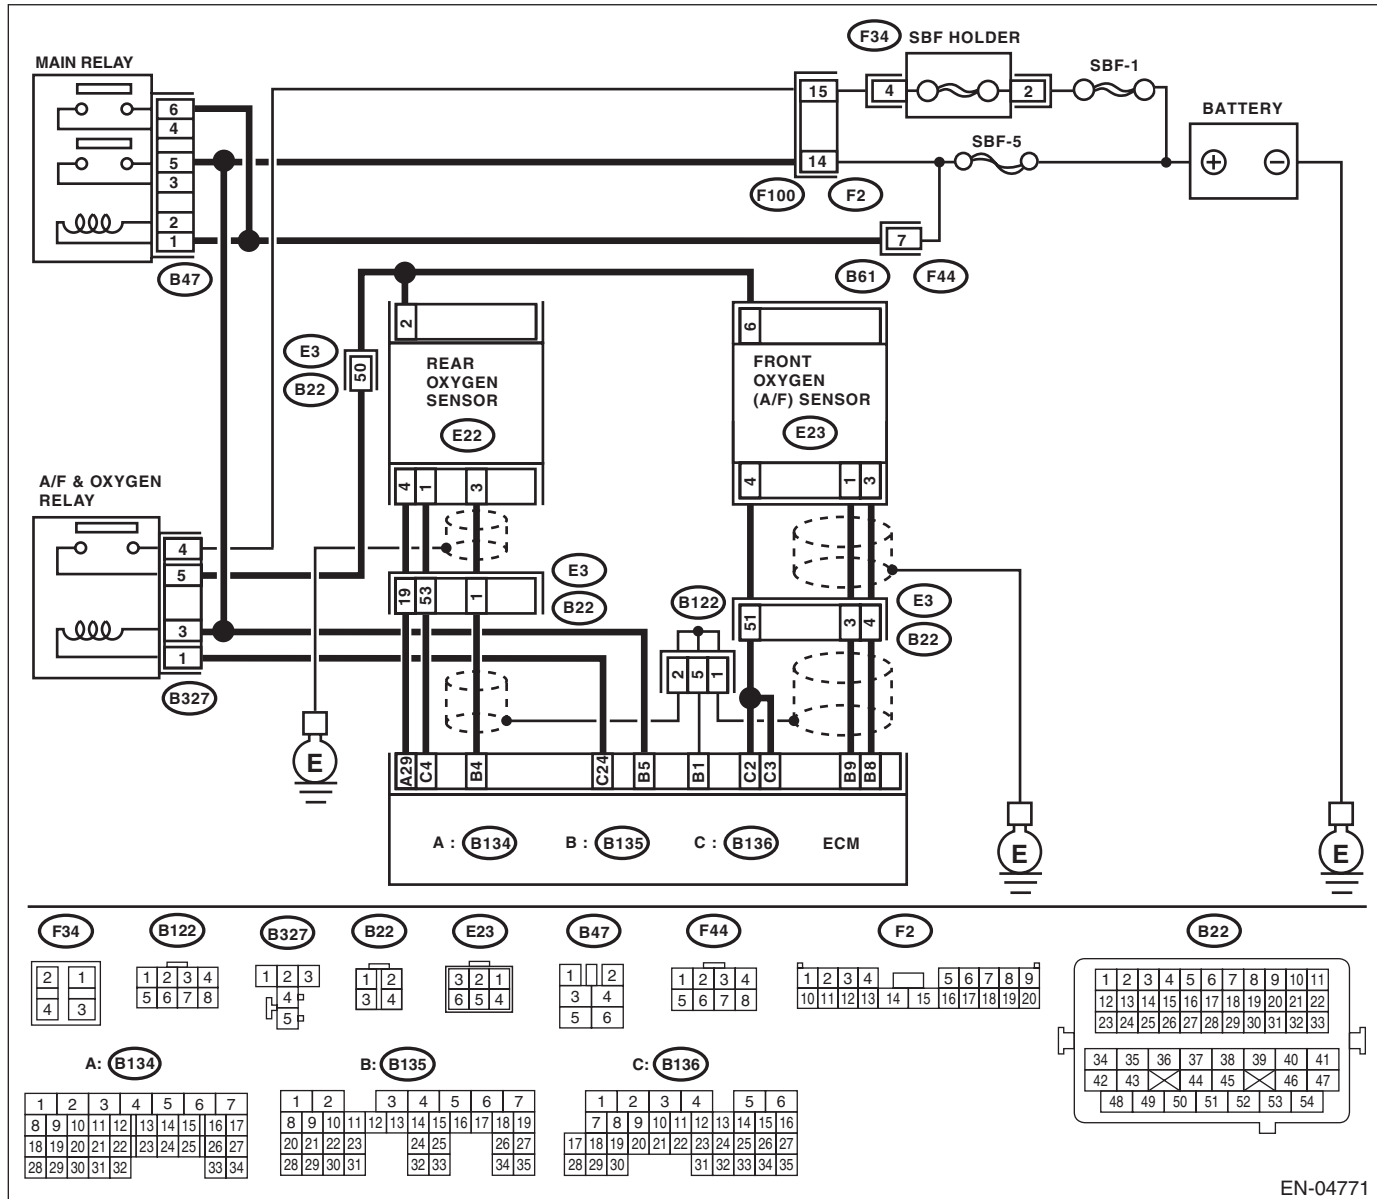 F34 SBF HOLDER
SBF-1
MAIN RELAY
15 4 2
BATTERY
6
4
SBF-5
5
14
3
F100 F2
2
1
7
B47
B61 F44
2 6
E3
50
B22
REAR
OXYGEN
SENSOR
E22
FRONT
OXYGEN
(A/F) SENSOR
E23
4 1 3
4 1 3
A/F & OXYGEN
RELAY
4
5
3
1
B327
19 53 1
E3
B22
B122
51 3 4
E3
B22
2 5 1
E
A29 C4 B4 C24 B5 B1 C2 C3 B9 B8
A : B134 B : B135 C : B136 ECM
E
E
F34 B122 B327 B22 E23 B47 F44 F2 B22
2 1
4 3
1 2 3 4
5 6 7 8
1 2 3
4
5
1 2
3 4
3 2 1
6 5 4
1 2
3 4
5 6
1 2 3 4
5 6 7 8
1 2 3 4 5 6 7 8 9
10 11 12 13 14 15 16 17 18 19 20
1 2 3 4 5 6 7 8 9 10 11
12 13 14 15 16 17 18 19 20 21 22
23 24 25 26 27 28 29 30 31 32 33
34 35 36 37 38 39 40 41
42 43 44 45 46 47
48 49 50 51 52 53 54
A: B134
1 2 3 4 5 6 7
8 9 10 11 12 13 14 15 16 17
18 19 20 21 22 23 24 25 26 27
28 29 30 31 32 33 34
B: B135
1 2 3 4 5 6 7
8 9 10 11 12 13 14 15 16 17 18 19
20 21 22 23 24 25 26 27
28 29 30 31 32 33 34 35
C: B136
1 2 3 4 5 6
7 8 9 10 11 12 13 14 15 16
17 18 19 20 21 22 23 24 25 26 27
28 29 30 31 32 33 34 35
EN-04771